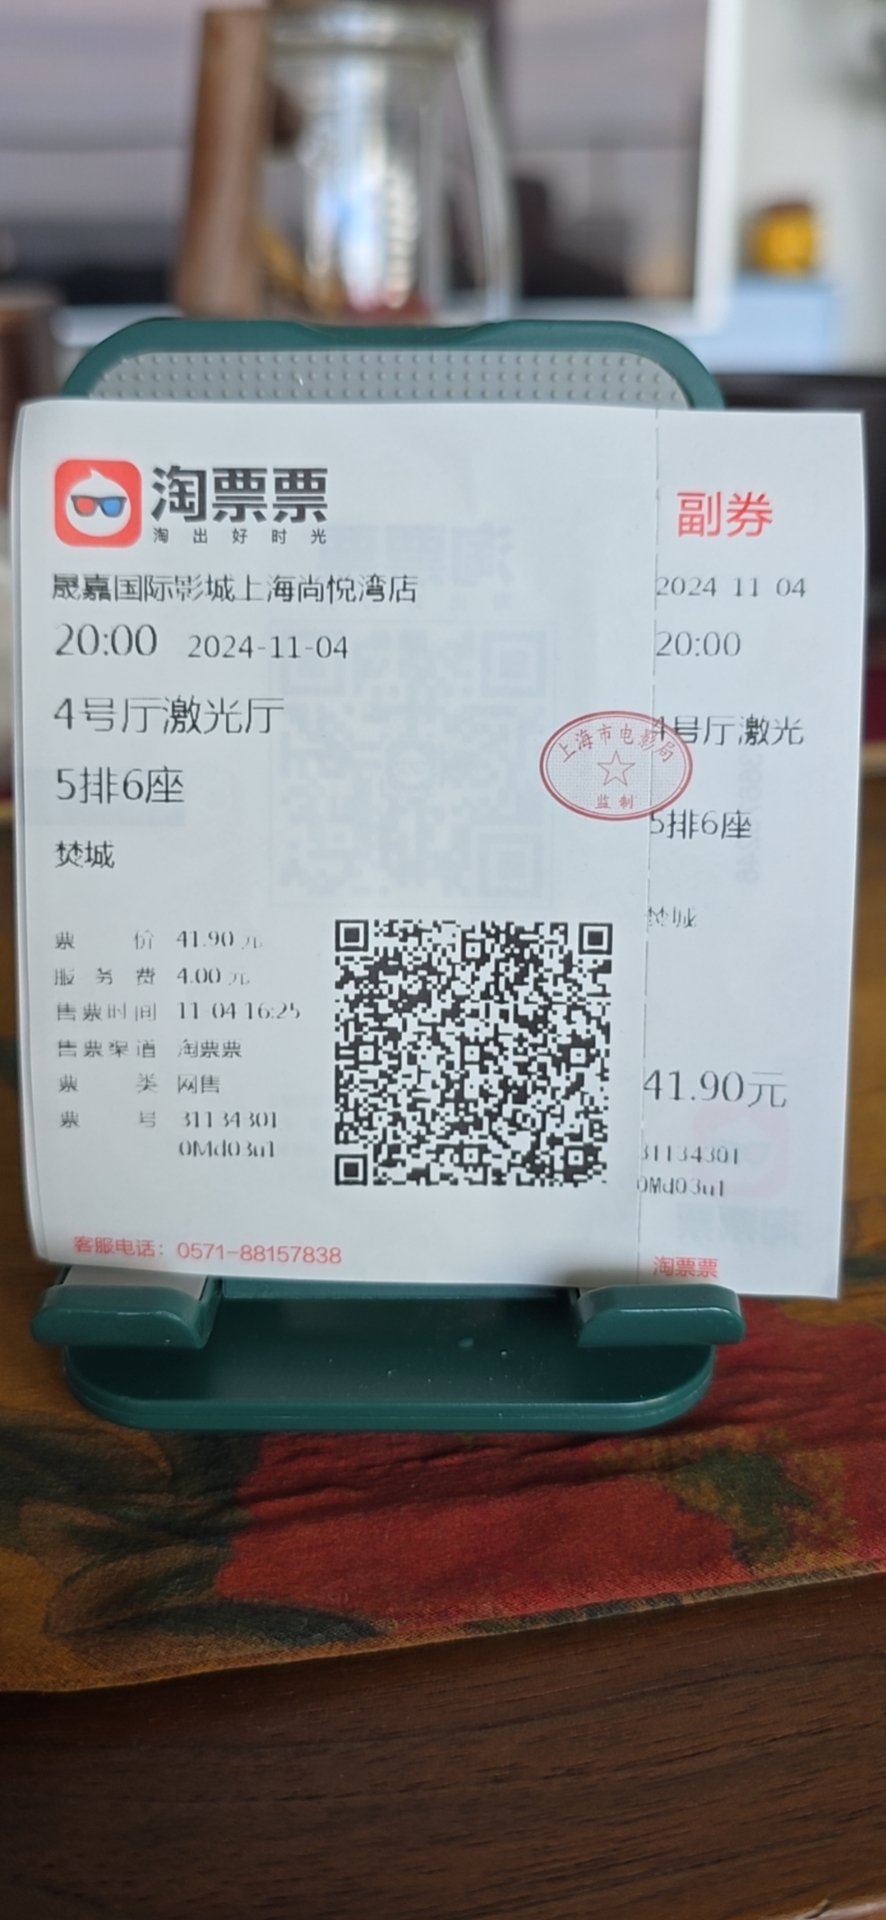 淘票票
淘出好时光
晟嘉国际影城上海尚悦湾店
20:00 2024-11-04
4号厅激光厅
5排6座
焚城
票价 41.90元
服务费 4.00元
售票时间 11-04 16:25
售票渠道 淘票票
票类 网售
票号 31134301
0Md03u1
客服电话：0571-88157838
副券
2024 11 04
20:00
4号厅激光
5排6座
焚城
41.90元
31134301
0Md03u1
淘票票
上海市电影局
监制